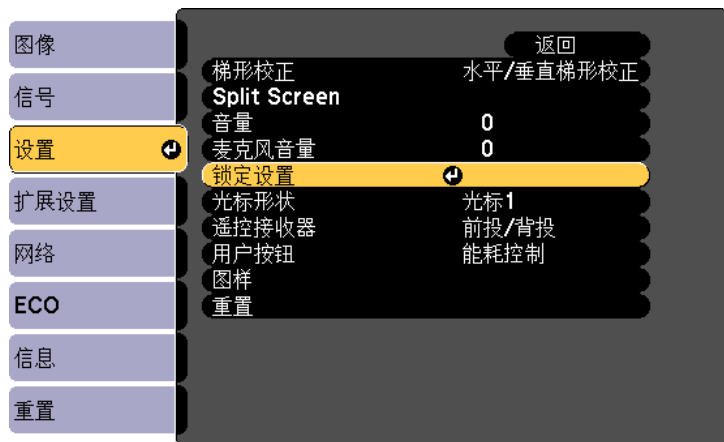 图像
信号
设置
扩展设置
网络
ECO
信息
重置
返回
梯形校正 水平/垂直梯形校正
Split Screen
音量 0
麦克风音量 0
锁定设置
光标形状 光标1
遥控接收器 前投/背投
用户按钮 能耗控制
图样
重置